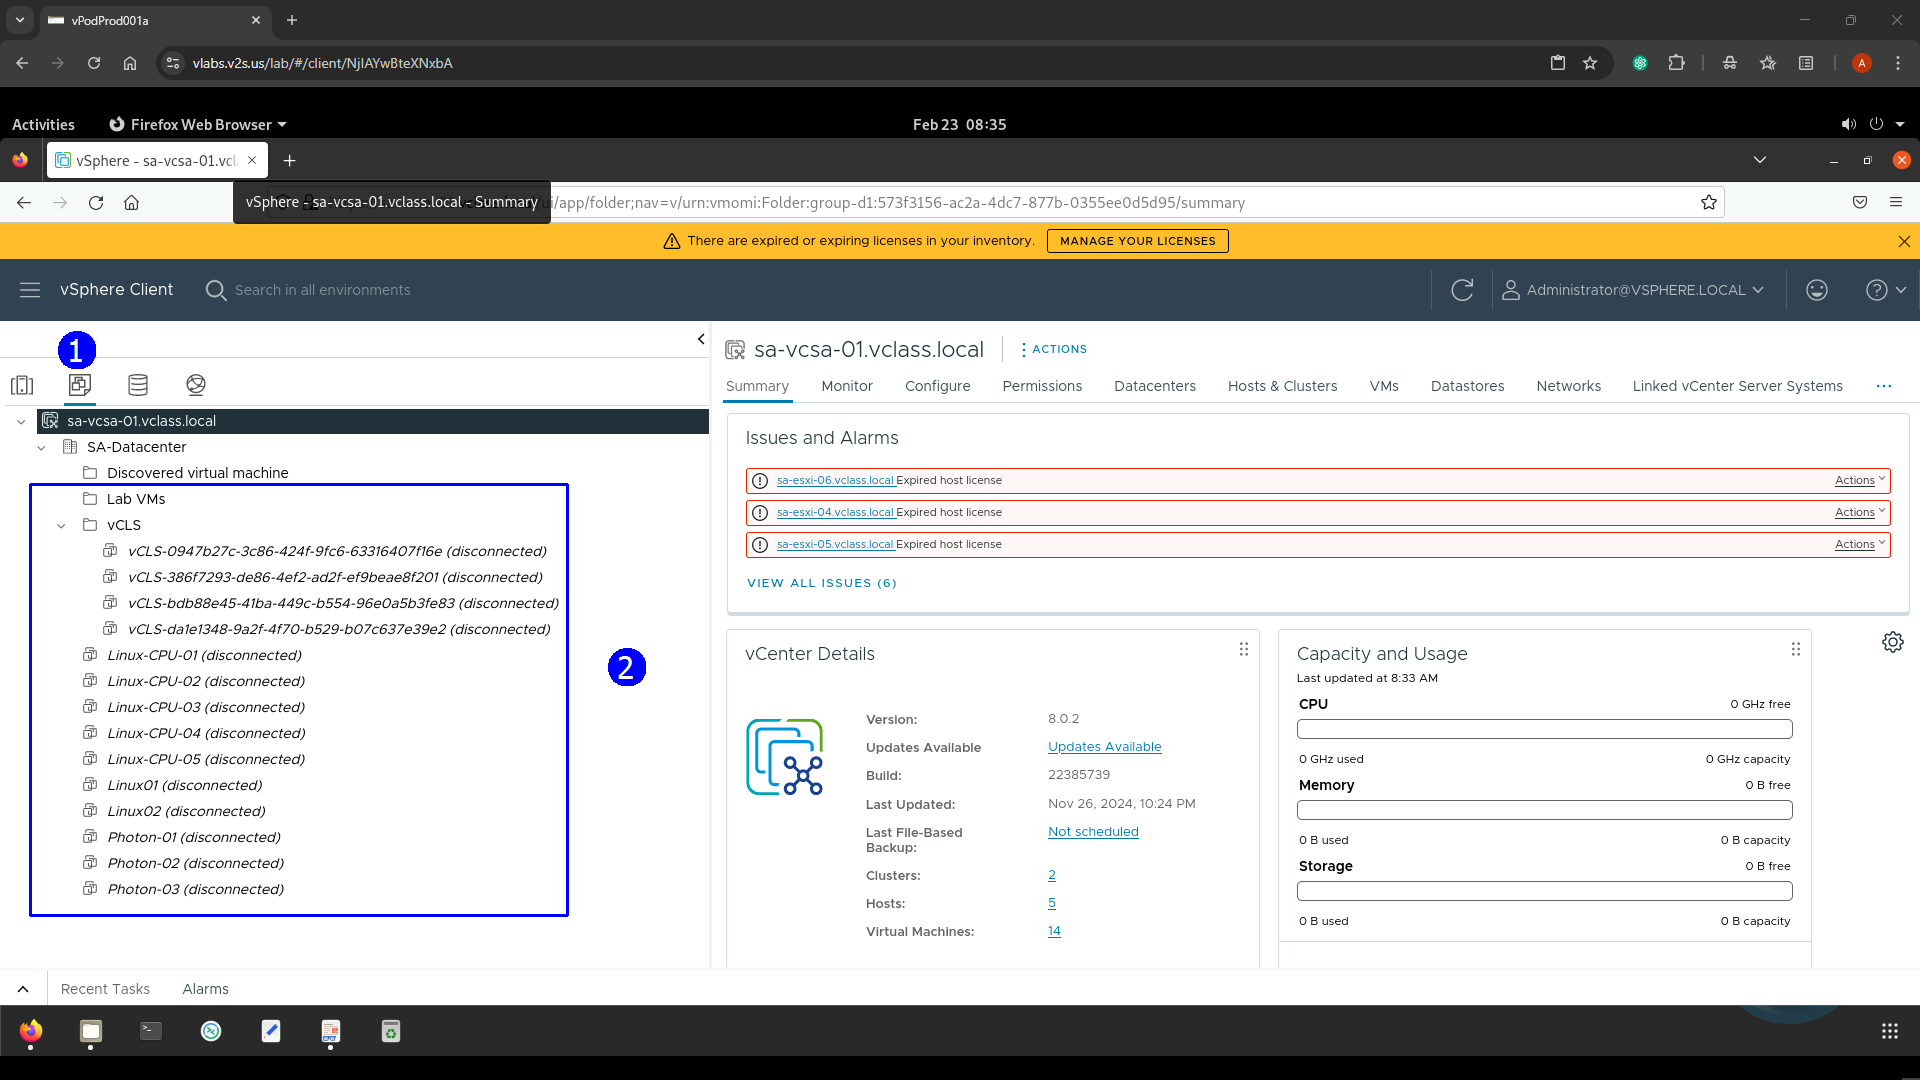 vPodProd001a
vlabs.v2s.us/lab/#/client/NjIAYwBteXNxbA
A
Activities
Firefox Web Browser
Feb 23 08:35
vSphere - sa-vcsa-01.vcl
vSphere - sa-vcsa-01.vclass.local - Summary
ui/app/folder;nav=v/urn:vmomi:Folder:group-d1:573f3156-ac2a-4dc7-877b-0355ee0d5d95/summary
There are expired or expiring licenses in your inventory.
MANAGE YOUR LICENSES
vSphere Client
Search in all environments
Administrator@VSPHERE.LOCAL
1
sa-vcsa-01.vclass.local
SA-Datacenter
Discovered virtual machine
Lab VMs
vCLS
vCLS-0947b27c-3c86-424f-9fc6-63316407f16e (disconnected)
vCLS-386f7293-de86-4ef2-ad2f-ef9beae8f201 (disconnected)
vCLS-bdb88e45-41ba-449c-b554-96e0a5b3fe83 (disconnected)
vCLS-da1e1348-9a2f-4f70-b529-b07c637e39e2 (disconnected)
Linux-CPU-01 (disconnected)
Linux-CPU-02 (disconnected)
Linux-CPU-03 (disconnected)
Linux-CPU-04 (disconnected)
Linux-CPU-05 (disconnected)
Linux01 (disconnected)
Linux02 (disconnected)
Photon-01 (disconnected)
Photon-02 (disconnected)
Photon-03 (disconnected)
2
sa-vcsa-01.vclass.local
ACTIONS
Summary
Monitor
Configure
Permissions
Datacenters
Hosts & Clusters
VMs
Datastores
Networks
Linked vCenter Server Systems
Issues and Alarms
sa-esxi-06.vclass.local Expired host license
Actions
sa-esxi-04.vclass.local Expired host license
Actions
sa-esxi-05.vclass.local Expired host license
Actions
VIEW ALL ISSUES (6)
vCenter Details
Version: 8.0.2
Updates Available Updates Available
Build: 22385739
Last Updated: Nov 26, 2024, 10:24 PM
Last File-Based Not scheduled
Backup:
Clusters: 2
Hosts: 5
Virtual Machines: 14
Capacity and Usage
Last updated at 8:33 AM
CPU 0 GHz free
0 GHz used 0 GHz capacity
Memory 0 B free
0 B used 0 B capacity
Storage 0 B free
0 B used 0 B capacity
Recent Tasks
Alarms